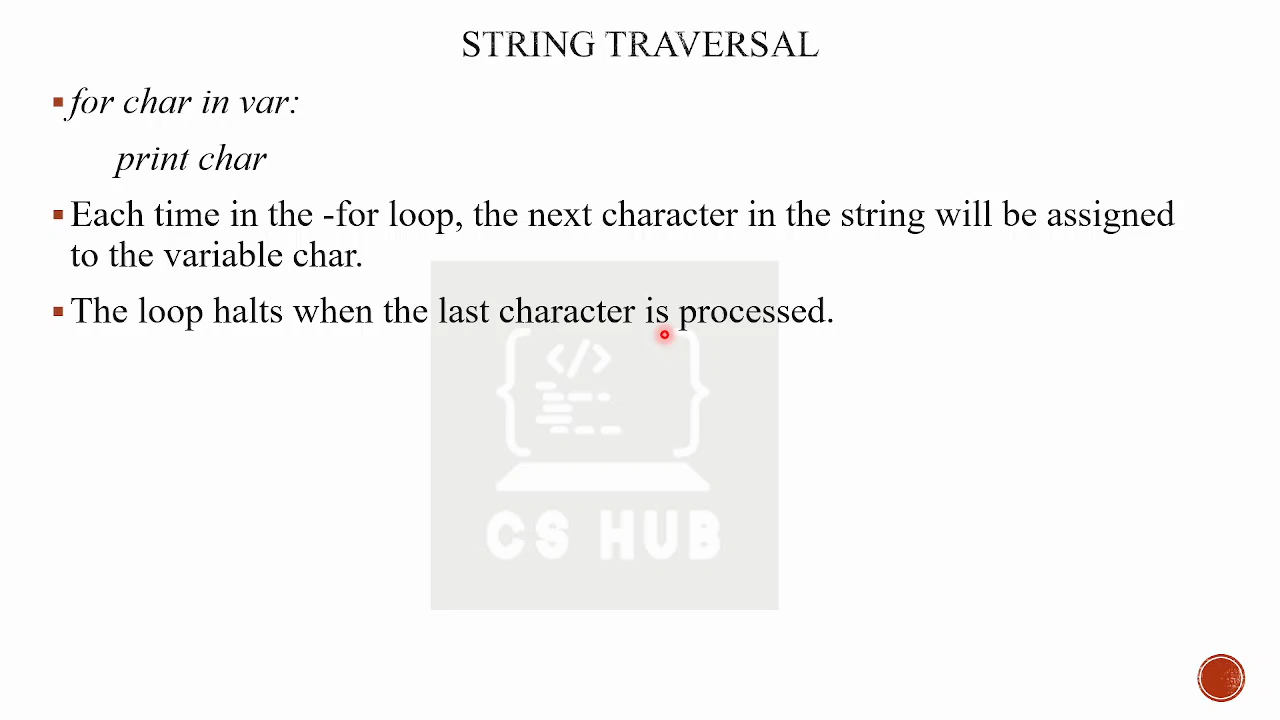 STRING TRAVERSAL
for char in var:
print char
Each time in the -for loop, the next character in the string will be assigned
to the variable char.
The loop halts when the last character is processed.
</>
CS HUB